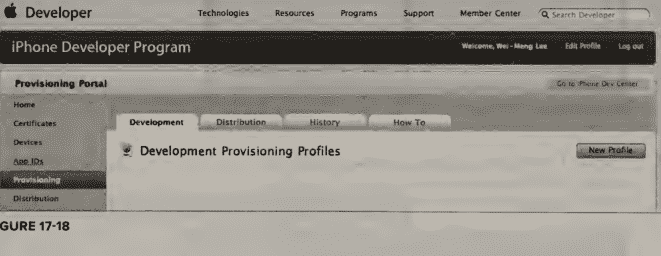 Developer Technologies Resources Programs Support Member Center Search Developer
iPhone Developer Program Welcome, Wei-Meng Lee Edit Profile Log out
Provisioning Portal Go to iPhone Dev Center
Home
Certificates
Development Distribution History How To
Devices
Development Provisioning Profiles New Profile
App IDs
Provisioning
Distribution
GURE 17-18